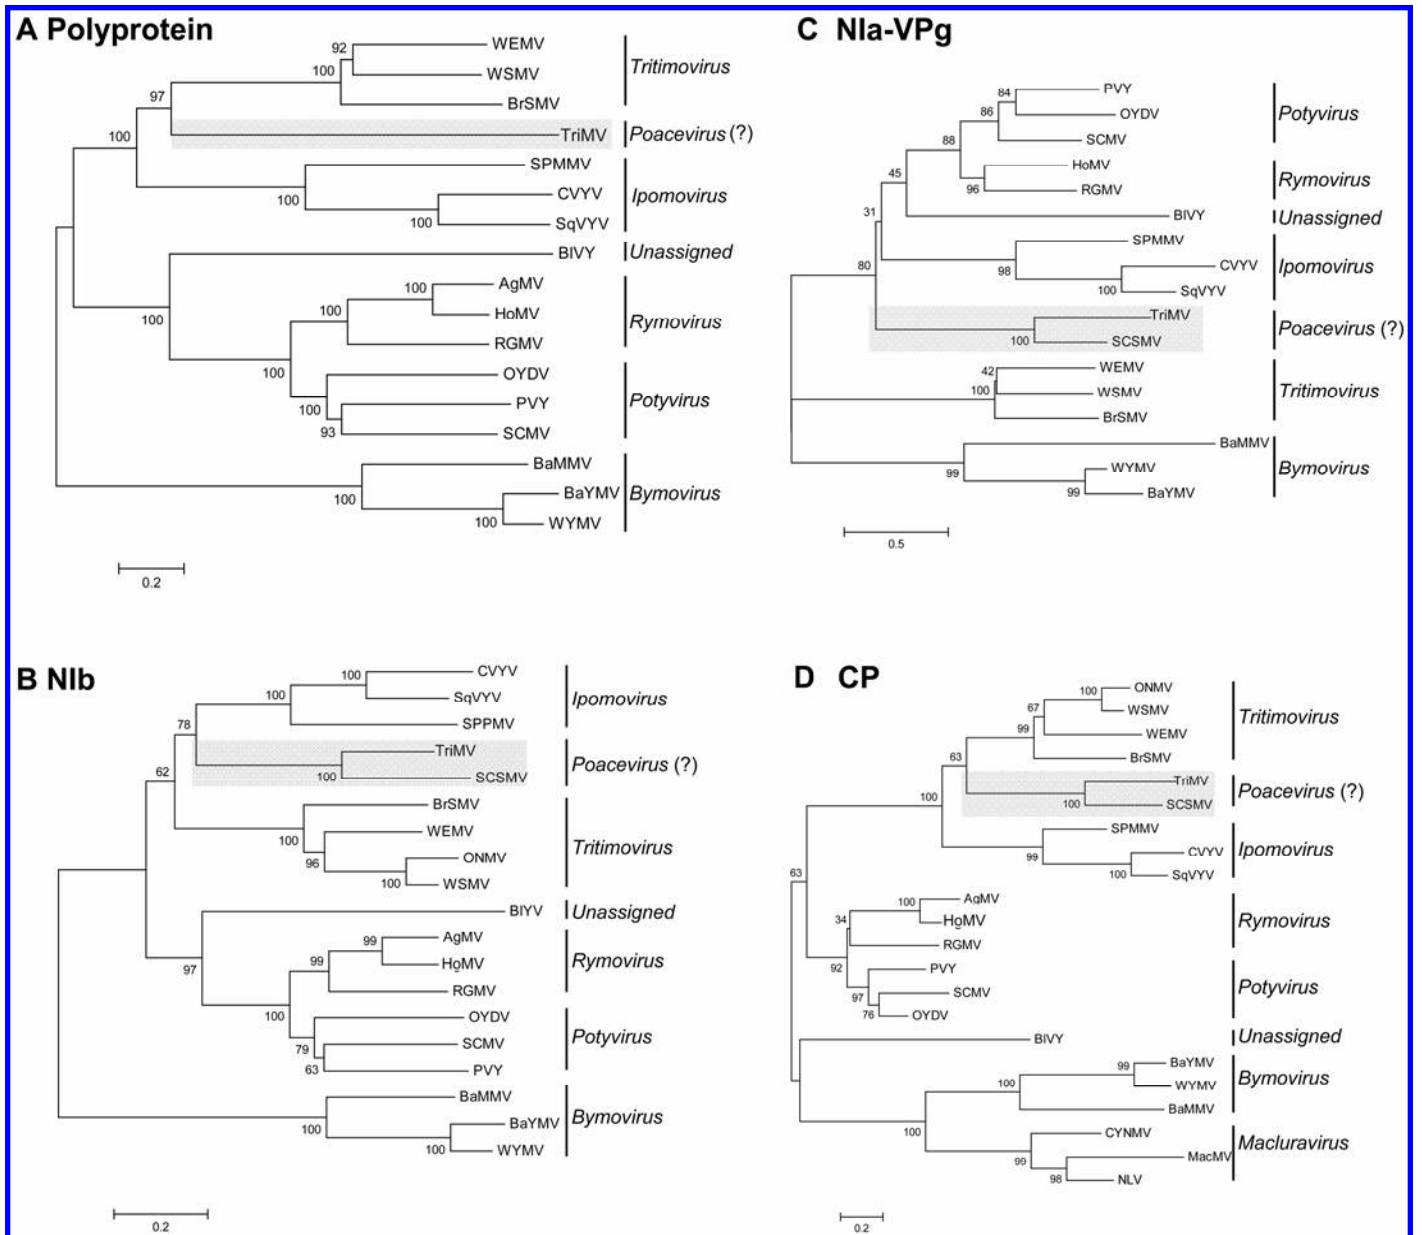 A Polyprotein
92
WEMV
100
WSMV
Tritimovirus
97
BrSMV
100
TriMV
Poacevirus (?)
SPMMV
100
CVYV
Ipomovirus
100
SqVYV
BIVY
Unassigned
100
AgMV
100
HoMV
Rymovirus
100
RGMV
100
OYDV
100
PVY
Potyvirus
93
SCMV
BaMMV
100
BaYMV
Bymovirus
100
WYMV
0.2
C NIa-VPg
84
PVY
86
OYDV
Potyvirus
88
SCMV
HoMV
Rymovirus
96
RGMV
45
31
BIVY
Unassigned
SPMMV
98
CVYV
Ipomovirus
80
100
SqVYV
TriMV
Poacevirus (?)
100
SCSMV
42
WEMV
100
WSMV
Tritimovirus
BrSMV
BaMMV
99
WYMV
Bymovirus
99
BaYMV
0.5
B NIb
100
CVYV
100
SqVYV
Ipomovirus
78
SPPMV
TriMV
Poacevirus (?)
100
SCSMV
62
BrSMV
100
WEMV
Tritimovirus
96
ONMV
100
WSMV
BIYV
Unassigned
99
AgMV
99
HoMV
Rymovirus
97
RGMV
100
OYDV
79
SCMV
Potyvirus
63
PVY
BaMMV
100
BaYMV
Bymovirus
100
WYMV
0.2
D CP
100
ONMV
67
WSMV
Tritimovirus
99
WEMV
63
BrSMV
TriMV
Poacevirus (?)
100
100
SCSMV
SPMMV
99
CVYV
Ipomovirus
100
SqVYV
63
100
AgMV
34
HoMV
Rymovirus
RGMV
92
PVY
97
SCMV
Potyvirus
76
OYDV
BIVY
Unassigned
99
BaYMV
100
WYMV
Bymovirus
BaMMV
100
CYNMV
Macluravirus
99
MacMV
98
NLV
0.2